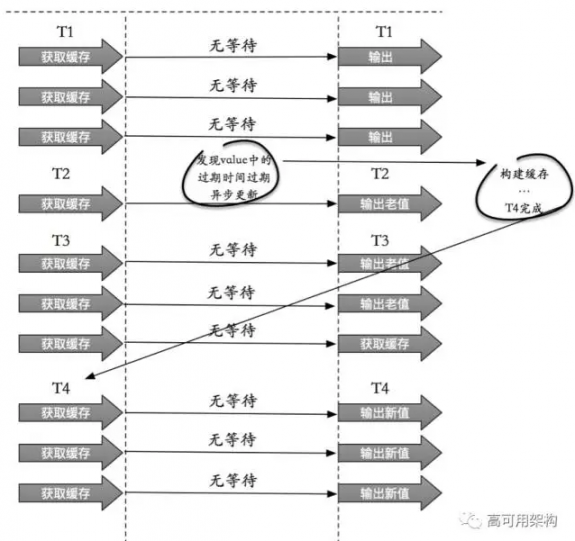 T1 T1
获取缓存 无等待 输出
获取缓存 无等待 输出
获取缓存 无等待 输出
发现value中的
过期时间过期
异步更新
构建缓存
...
T4完成
T2 T2
获取缓存 输出老值
T3 T3
获取缓存 无等待 输出老值
获取缓存 无等待 输出老值
获取缓存 无等待 获取缓存
T4 T4
获取缓存 无等待 输出新值
获取缓存 无等待 输出新值
获取缓存 无等待 输出新值
高可用架构